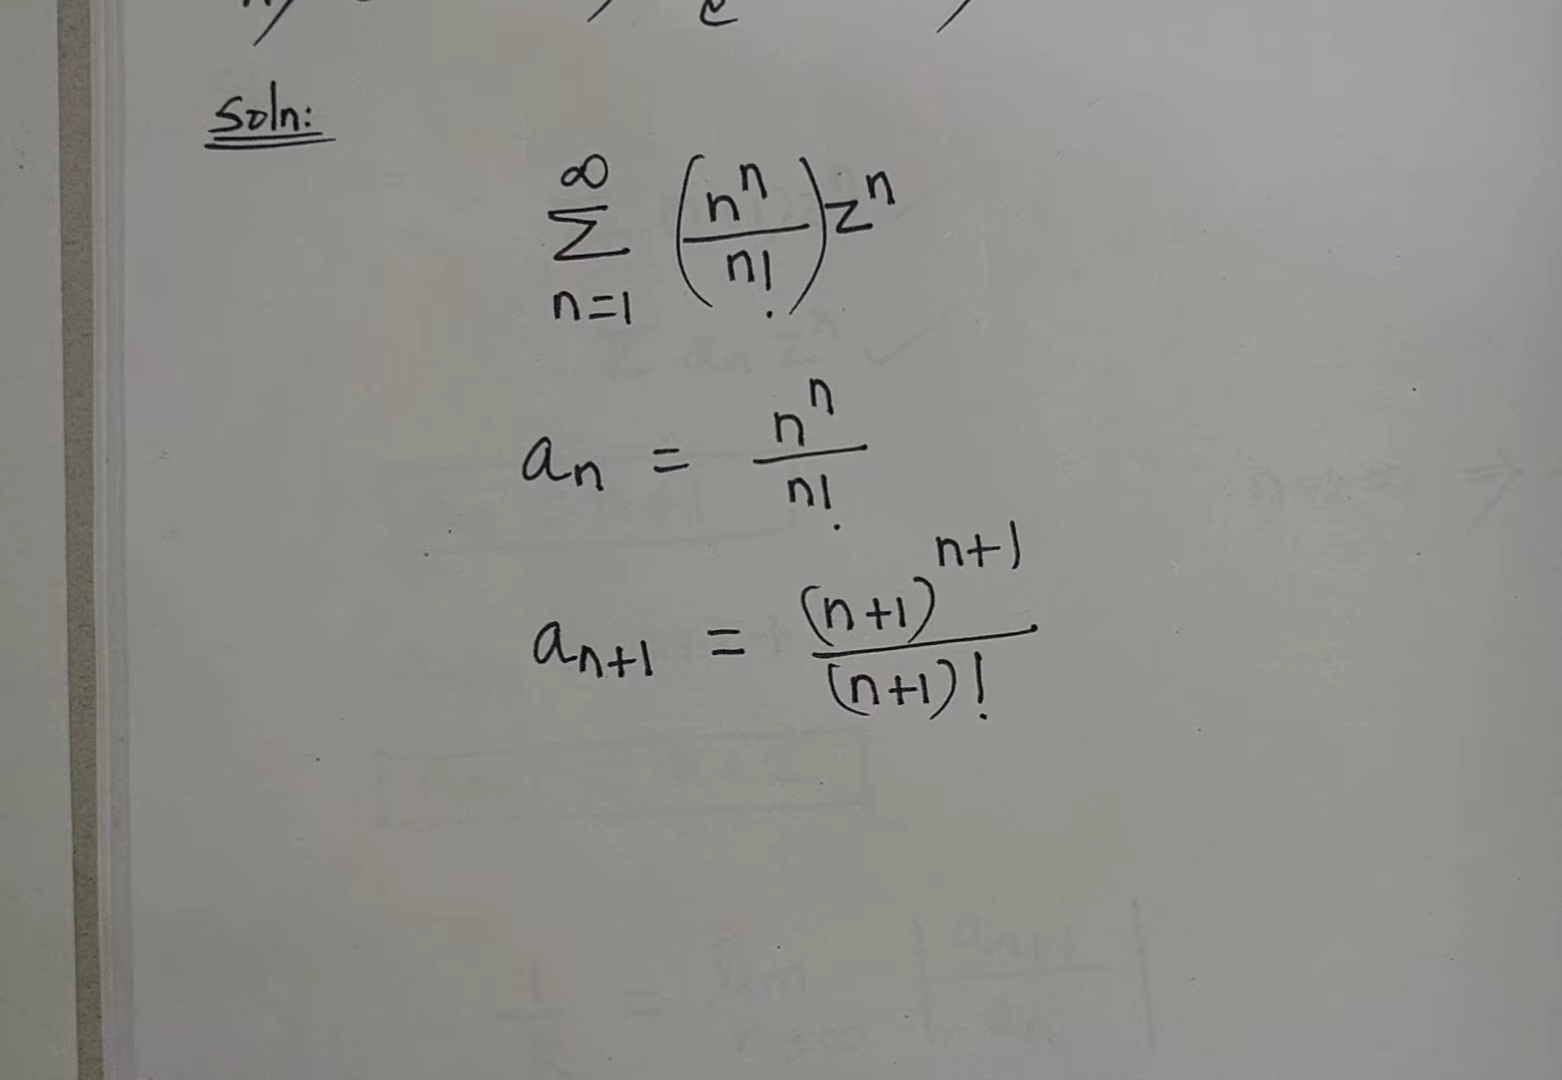 Soln:
∞
∑ (nⁿ/n!) zⁿ
n=1
aₙ = nⁿ/n!
aₙ₊₁ = (n+1)ⁿ⁺¹/(n+1)!